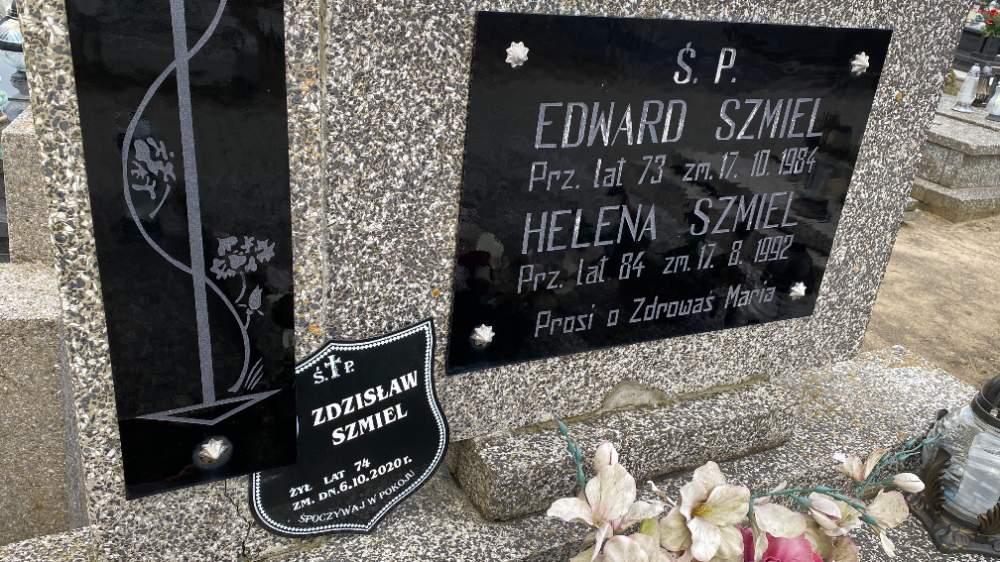 Ś. P.
EDWARD SZMIEL
Prz. lat 73 zm. 17. 10. 1984
HELENA SZMIEL
Prz. lat 84 zm. 17. 8. 1992
Prosi o Zdrowaś Maria
Ś. P.
ZDZISŁAW
SZMIEL
ŻYŁ LAT 74
ZM. DN. 6.10.2020 r.
SPOCZYWAJ W POKOJU